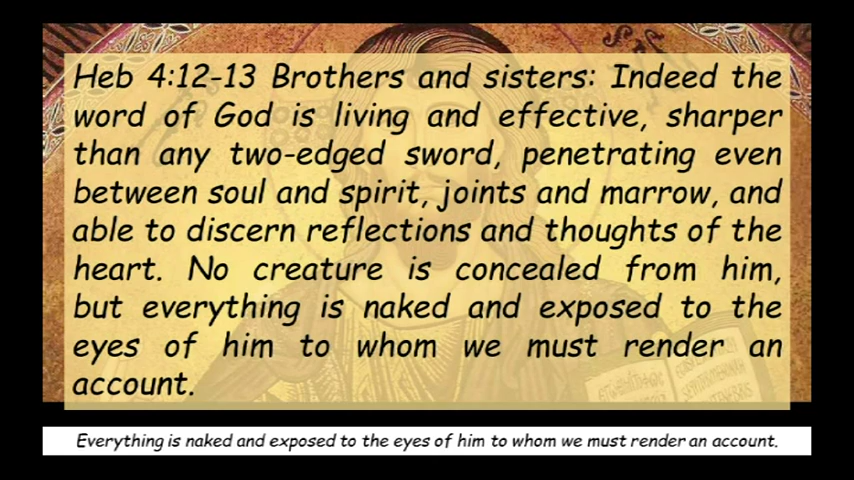 Heb 4:12-13 Brothers and sisters: Indeed the
word of God is living and effective, sharper
than any two-edged sword, penetrating even
between soul and spirit, joints and marrow, and
able to discern reflections and thoughts of the
heart. No creature is concealed from him,
but everything is naked and exposed to the
eyes of him to whom we must render an
account.
Everything is naked and exposed to the eyes of him to whom we must render an account.